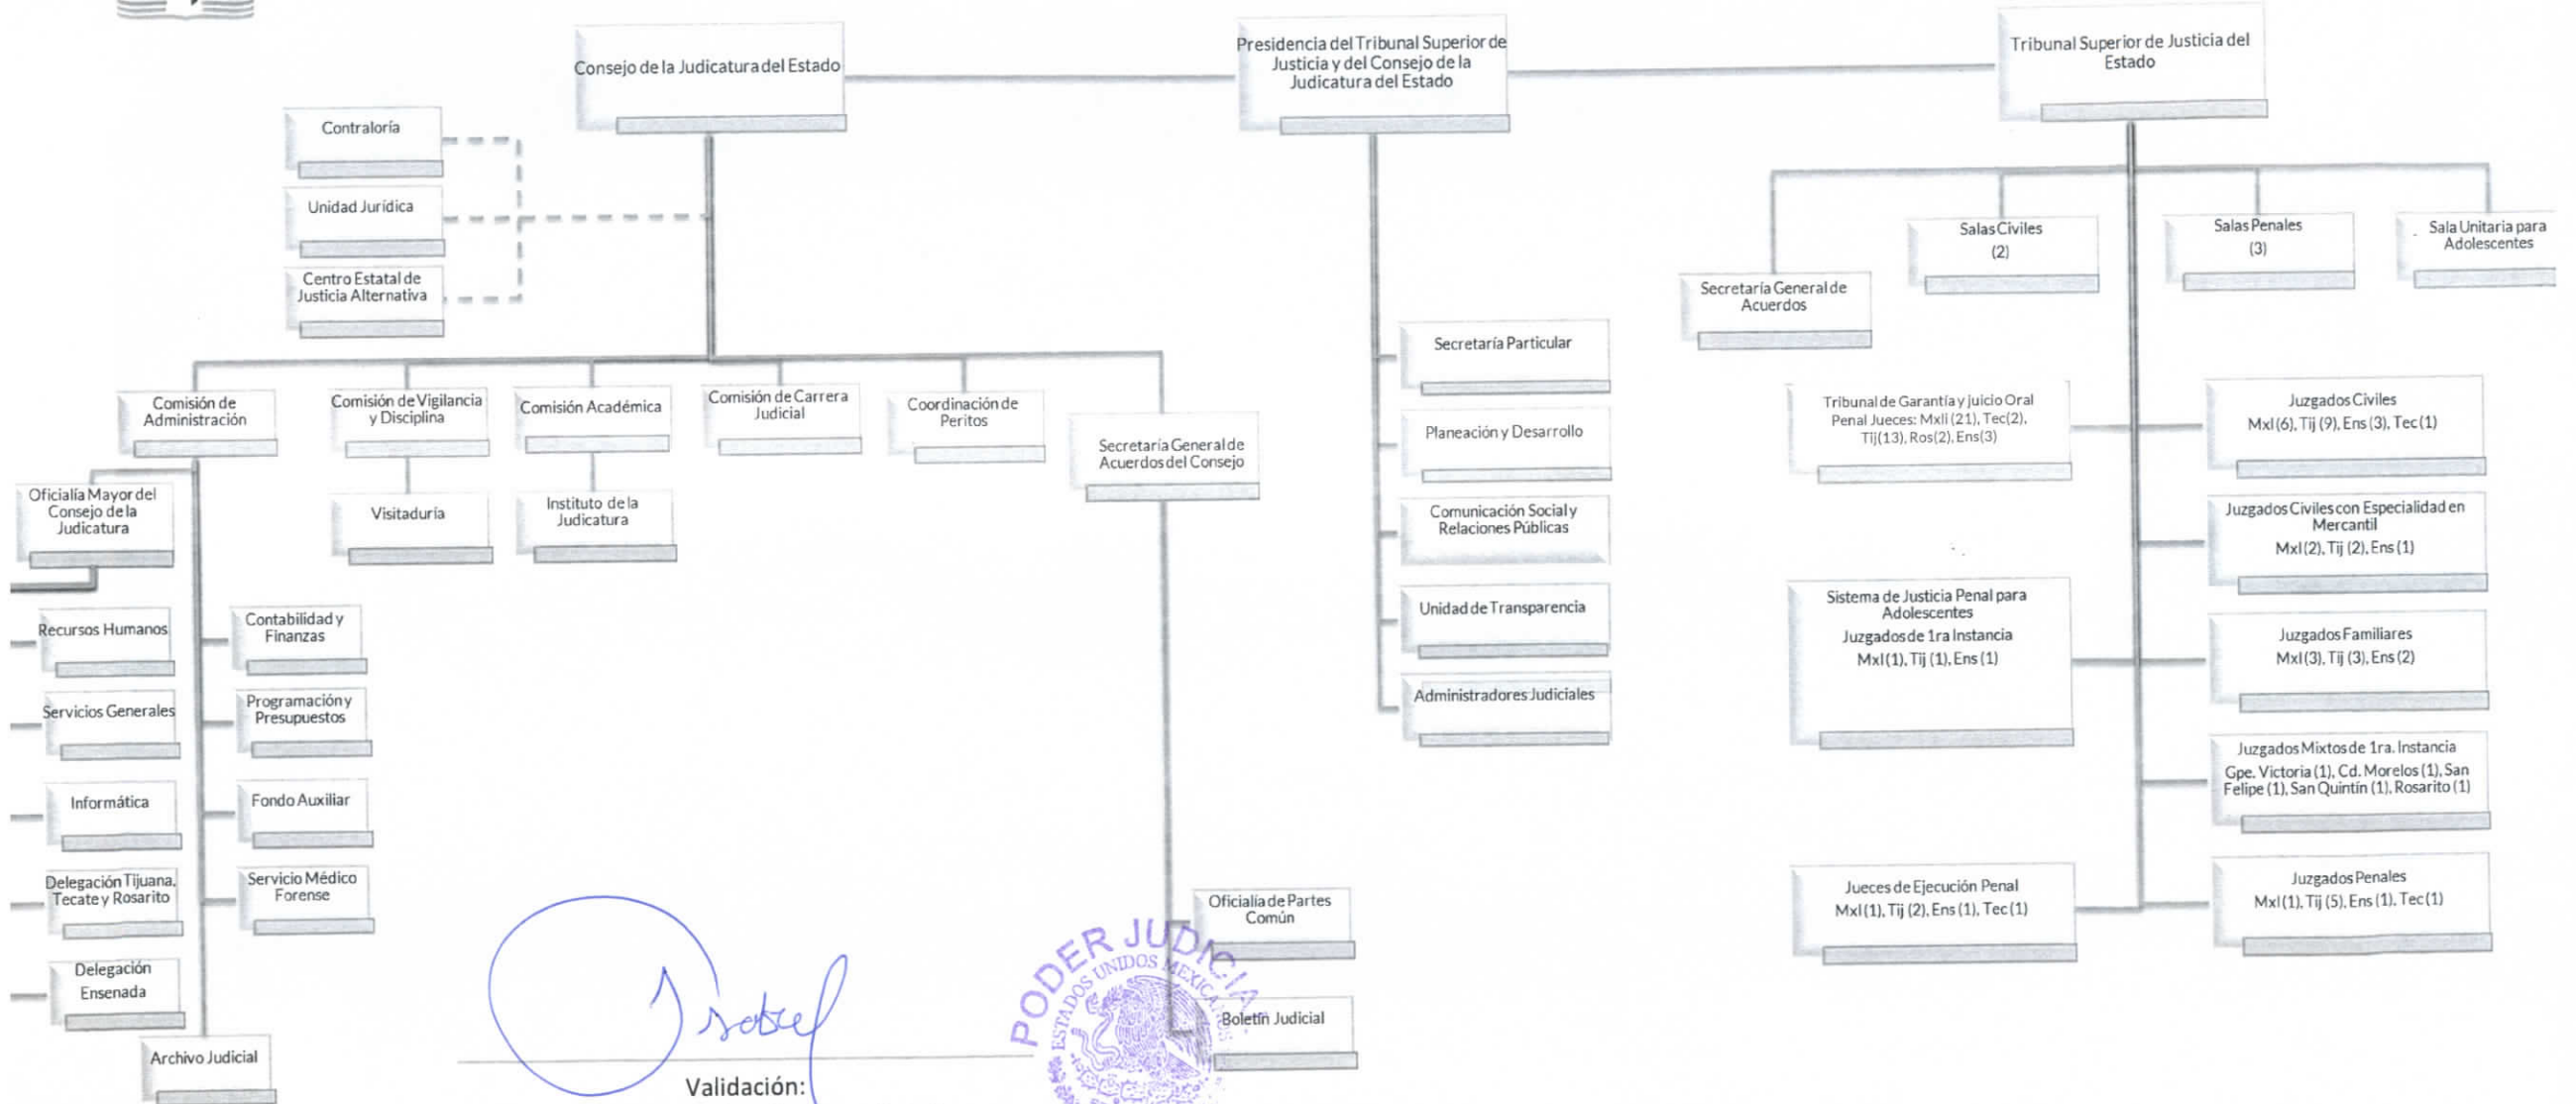 Consejo de la Judicatura del Estado
Presidencia del Tribunal Superior de
Justicia y del Consejo de la
Judicatura del Estado
Tribunal Superior de Justicia del
Estado
Contraloría
Unidad Jurídica
Centro Estatal de
Justicia Alternativa
Salas Civiles
(2)
Salas Penales
(3)
Sala Unitaria para
Adolescentes
Secretaría General de
Acuerdos
Comisión de
Administración
Comisión de Vigilancia
y Disciplina
Comisión Académica
Comisión de Carrera
Judicial
Coordinación de
Peritos
Secretaría General de
Acuerdos del Consejo
Oficialía Mayor del
Consejo de la
Judicatura
Visitaduría
Instituto de la
Judicatura
Secretaría Particular
Planeación y Desarrollo
Comunicación Social y
Relaciones Públicas
Unidad de Transparencia
Administradores Judiciales
Tribunal de Garantía y juicio Oral
Penal Jueces: Mxli (21), Tec(2),
Tij(13), Ros(2), Ens(3)
Juzgados Civiles
Mxl (6), Tij (9), Ens (3), Tec (1)
Juzgados Civiles con Especialidad en
Mercantil
Mxl (2), Tij (2), Ens (1)
Sistema de Justicia Penal para
Adolescentes
Juzgados de 1ra Instancia
Mxl (1), Tij (1), Ens (1)
Juzgados Familiares
Mxl (3), Tij (3), Ens (2)
Juzgados Mixtos de 1ra. Instancia
Gpe. Victoria (1), Cd. Morelos (1), San
Felipe (1), San Quintín (1), Rosarito (1)
Jueces de Ejecución Penal
Mxl (1), Tij (2), Ens (1), Tec (1)
Juzgados Penales
Mxl (1), Tij (5), Ens (1), Tec (1)
Recursos Humanos
Contabilidad y
Finanzas
Servicios Generales
Programación y
Presupuestos
Informática
Fondo Auxiliar
Delegación Tijuana,
Tecate y Rosarito
Servicio Médico
Forense
Delegación
Ensenada
Archivo Judicial
Oficialía de Partes
Común
Boletín Judicial
PODER JUDICIA
ESTADOS UNIDOS MEXICANOS
Validación: